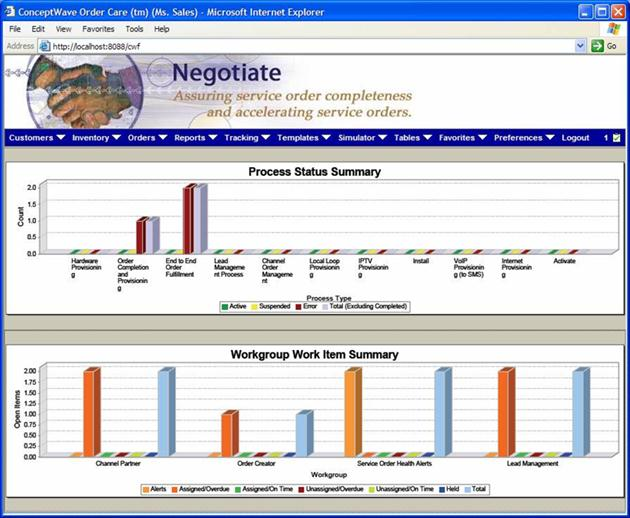 ConceptWave Order Care (tm) (Ms. Sales) - Microsoft Internet Explorer
File Edit View Favorites Tools Help
Address http://localhost:8088/cwf Go
Negotiate
Assuring service order completeness
and accelerating service orders.
Customers Inventory Orders Reports Tracking Templates Simulator Tables Favorites Preferences Logout 1
Process Status Summary
Count
2.0
1.5
1.0
0.5
0.0
Hardware
Provisionin
g
Order
Completion
and
Provisionin
g
End to End
Order
Fulfillment
Lead
Manageme
nt Process
Channel
Order
Manageme
nt
Local Loop
Provisionin
g
IPTV
Provisionin
g
Install
VoIP
Provisionin
g (to SMS)
Internet
Provisionin
g
Activate
Process Type
Active Suspended Error Total (Excluding Completed)
Workgroup Work Item Summary
Open Items
2.00
1.75
1.50
1.25
1.00
0.75
0.50
0.25
0.00
Channel Partner Order Creator Service Order Health Alerts Lead Management
Workgroup
Alerts Assigned/Overdue Assigned/On Time Unassigned/Overdue Unassigned/On Time Held Total